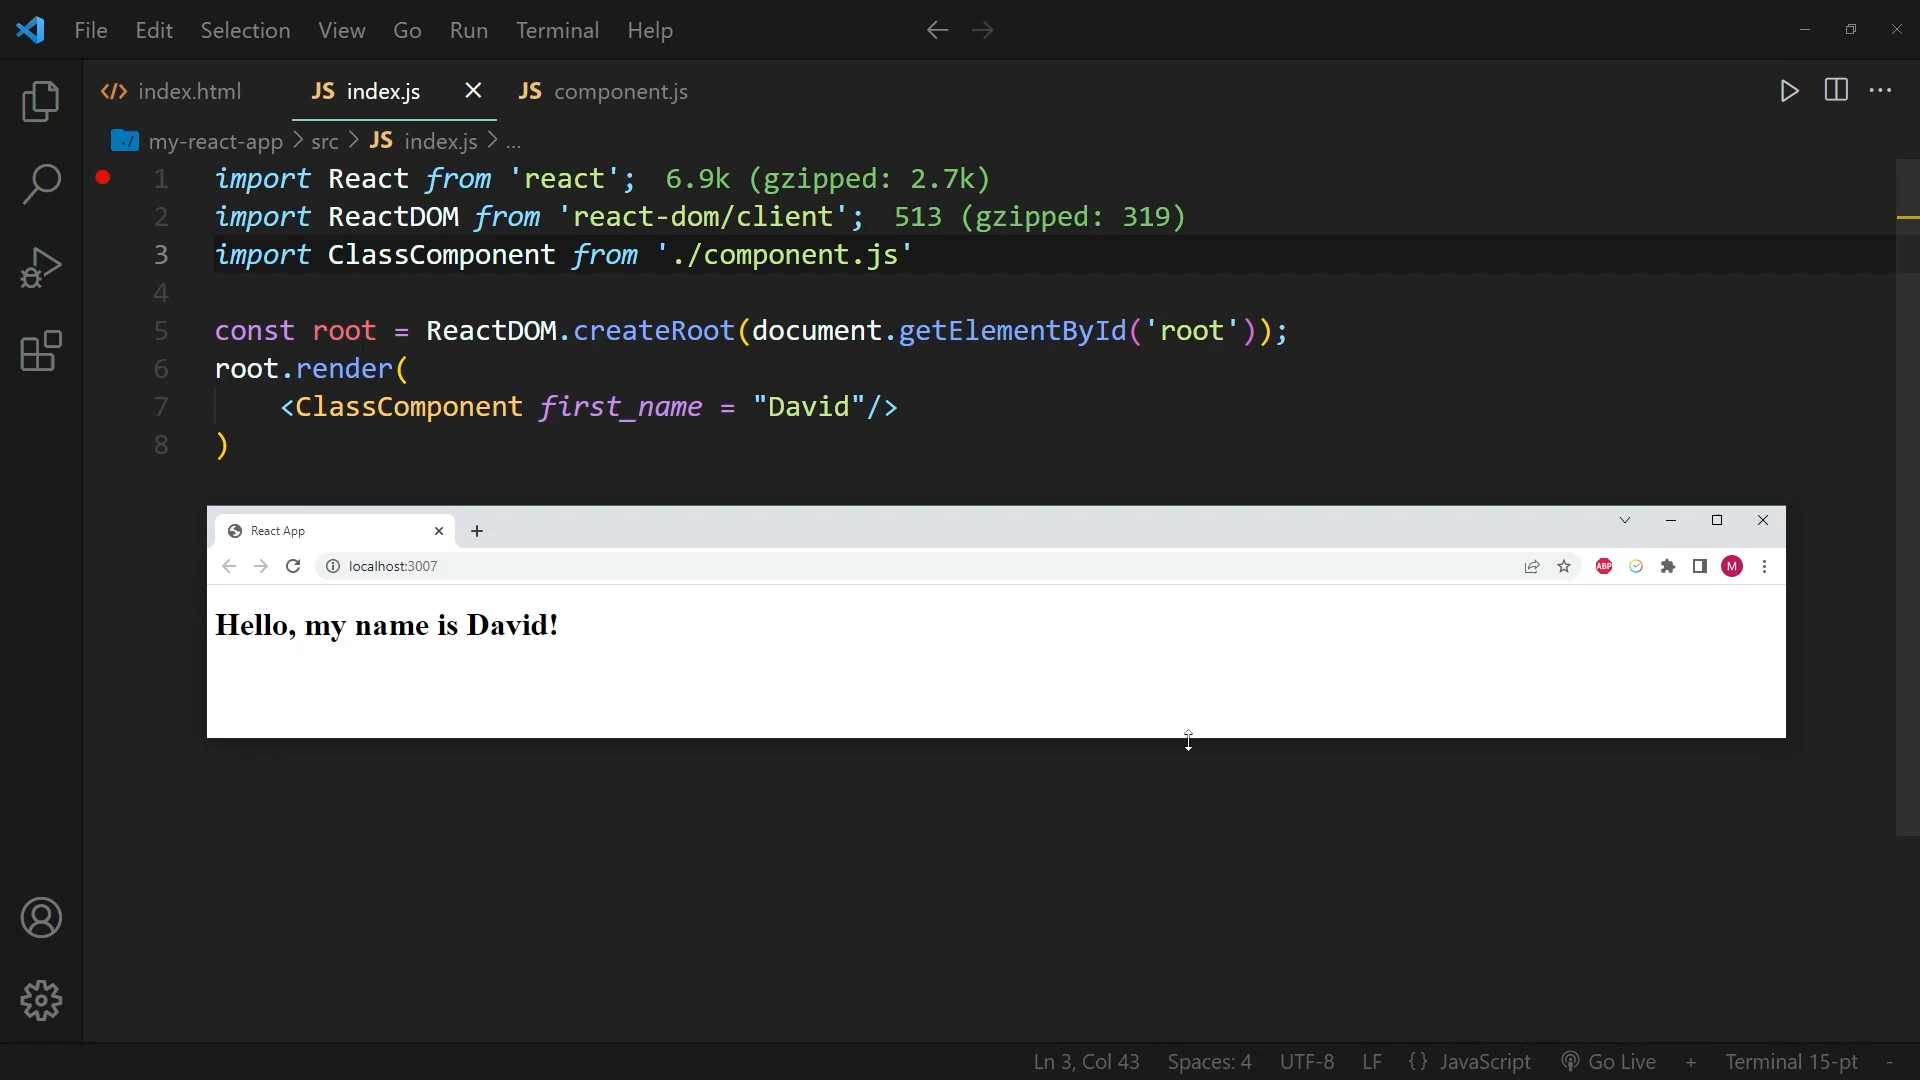 File Edit Selection View Go Run Terminal Help
</> index.html JS index.js JS component.js
my-react-app > src > JS index.js > ...
1 import React from 'react'; 6.9k (gzipped: 2.7k)
2 import ReactDOM from 'react-dom/client'; 513 (gzipped: 319)
3 import ClassComponent from './component.js'
4
5 const root = ReactDOM.createRoot(document.getElementById('root'));
6 root.render(
7 <ClassComponent first_name = "David"/>
8 )
React App
localhost:3007 ABP M
Hello, my name is David!
Ln 3, Col 43 Spaces: 4 UTF-8 LF {} JavaScript Go Live + Terminal 15-pt -